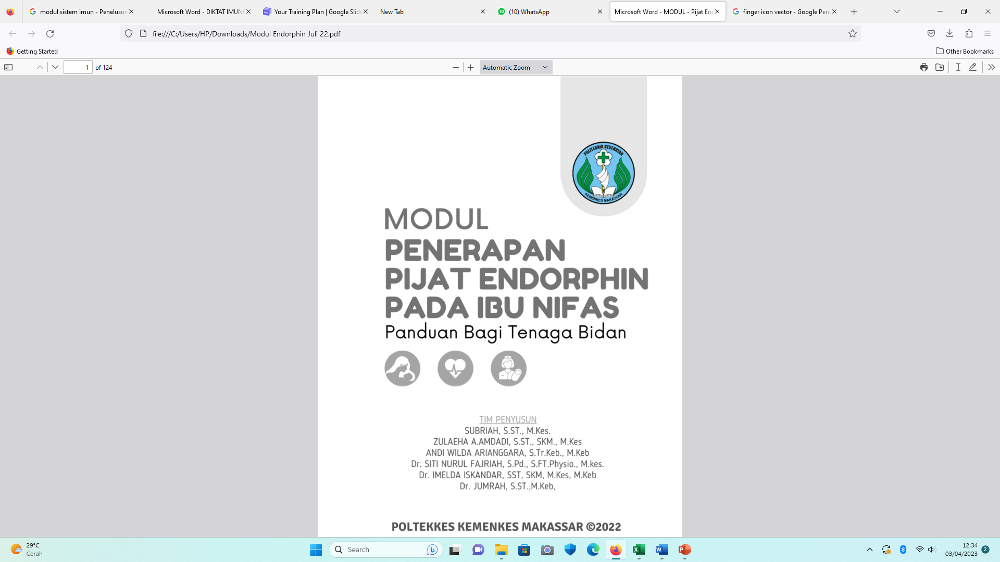 modul sistem imun - Penelusur
Microsoft Word - DIKTAT IMUNO
Your Training Plan | Google Slide
New Tab
(10) WhatsApp
Microsoft Word - MODUL - Pijat End
finger icon vector - Google Pene
file:///C:/Users/HP/Downloads/Modul Endorphin Juli 22.pdf
Getting Started
Other Bookmarks
1 of 124
Automatic Zoom
POLITEKNIK KESEHATAN
KEMENKES MAKASSAR
MODUL
PENERAPAN
PIJAT ENDORPHIN
PADA IBU NIFAS
Panduan Bagi Tenaga Bidan
TIM PENYUSUN
SUBRIAH, S.ST., M.Kes.
ZULAEHA A.AMDADI, S.ST., SKM., M.Kes
ANDI WILDA ARIANGGARA, S.Tr.Keb., M.Keb
Dr. SITI NURUL FAJRIAH, S.Pd., S.FT.Physio., M.kes.
Dr. IMELDA ISKANDAR, SST, SKM, M.Kes, M.Keb
Dr. JUMRAH, S.ST.,M.Keb,
POLTEKKES KEMENKES MAKASSAR ©2022
29°C
Cerah
Search
12:34
03/04/2023
2